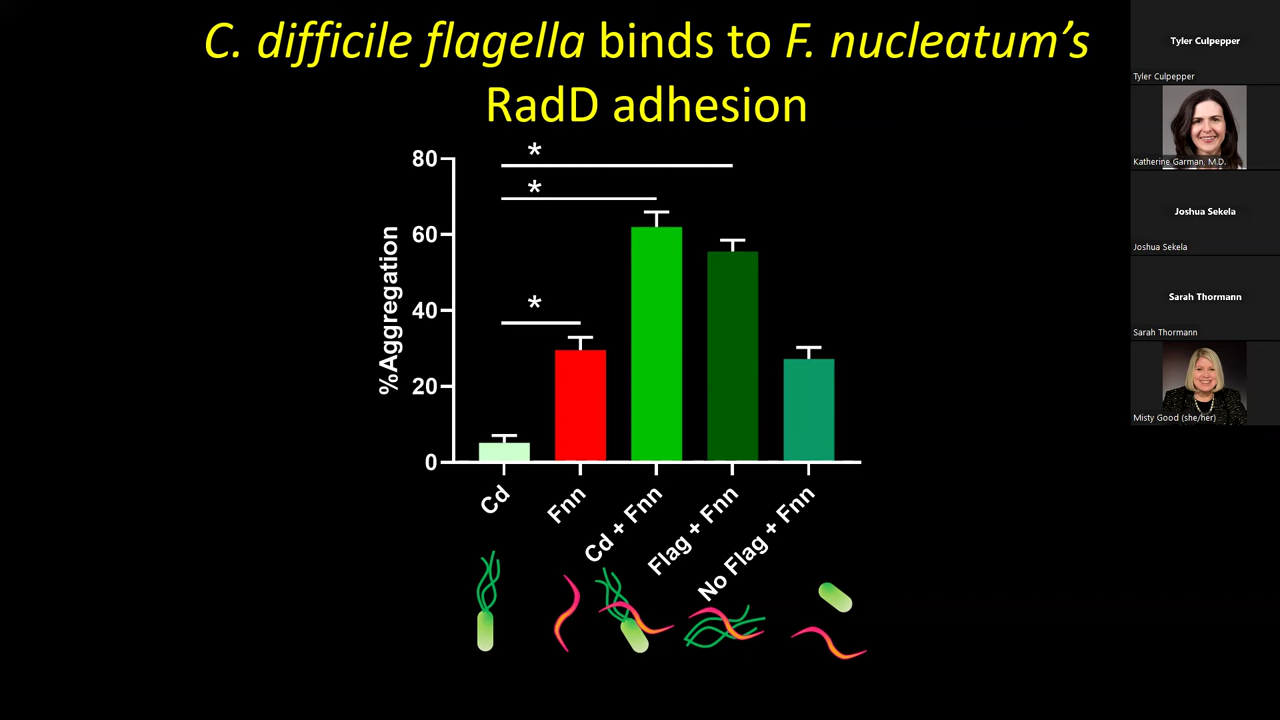 C. difficile flagella binds to F. nucleatum’s
RadD adhesion
*
*
*
80
60
40
20
0
%Aggregation
Cd
Fnn
Cd + Fnn
Flag + Fnn
No Flag + Fnn
Tyler Culpepper
Tyler Culpepper
Katherine Garman, M.D.
Joshua Sekela
Joshua Sekela
Sarah Thormann
Sarah Thormann
Misty Good (she/her)